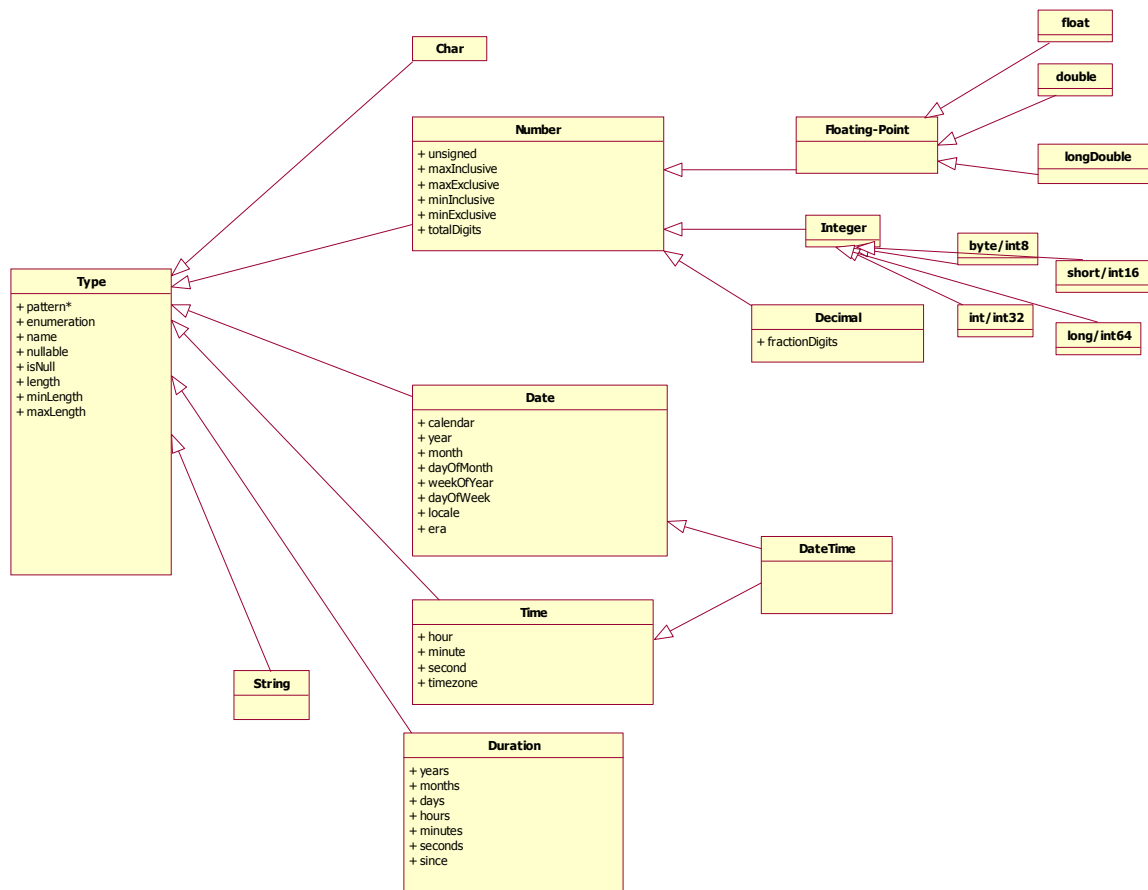 Char
Number
+ unsigned
+ maxInclusive
+ maxExclusive
+ minInclusive
+ minExclusive
+ totalDigits
Floating-Point
float
double
longDouble
Integer
byte/int8
short/int16
int/int32
long/int64
Decimal
+ fractionDigits
Type
+ pattern*
+ enumeration
+ name
+ nullable
+ isNull
+ length
+ minLength
+ maxLength
Date
+ calendar
+ year
+ month
+ dayOfMonth
+ weekOfYear
+ dayOfWeek
+ locale
+ era
DateTime
Time
+ hour
+ minute
+ second
+ timezone
String
Duration
+ years
+ months
+ days
+ hours
+ minutes
+ seconds
+ since